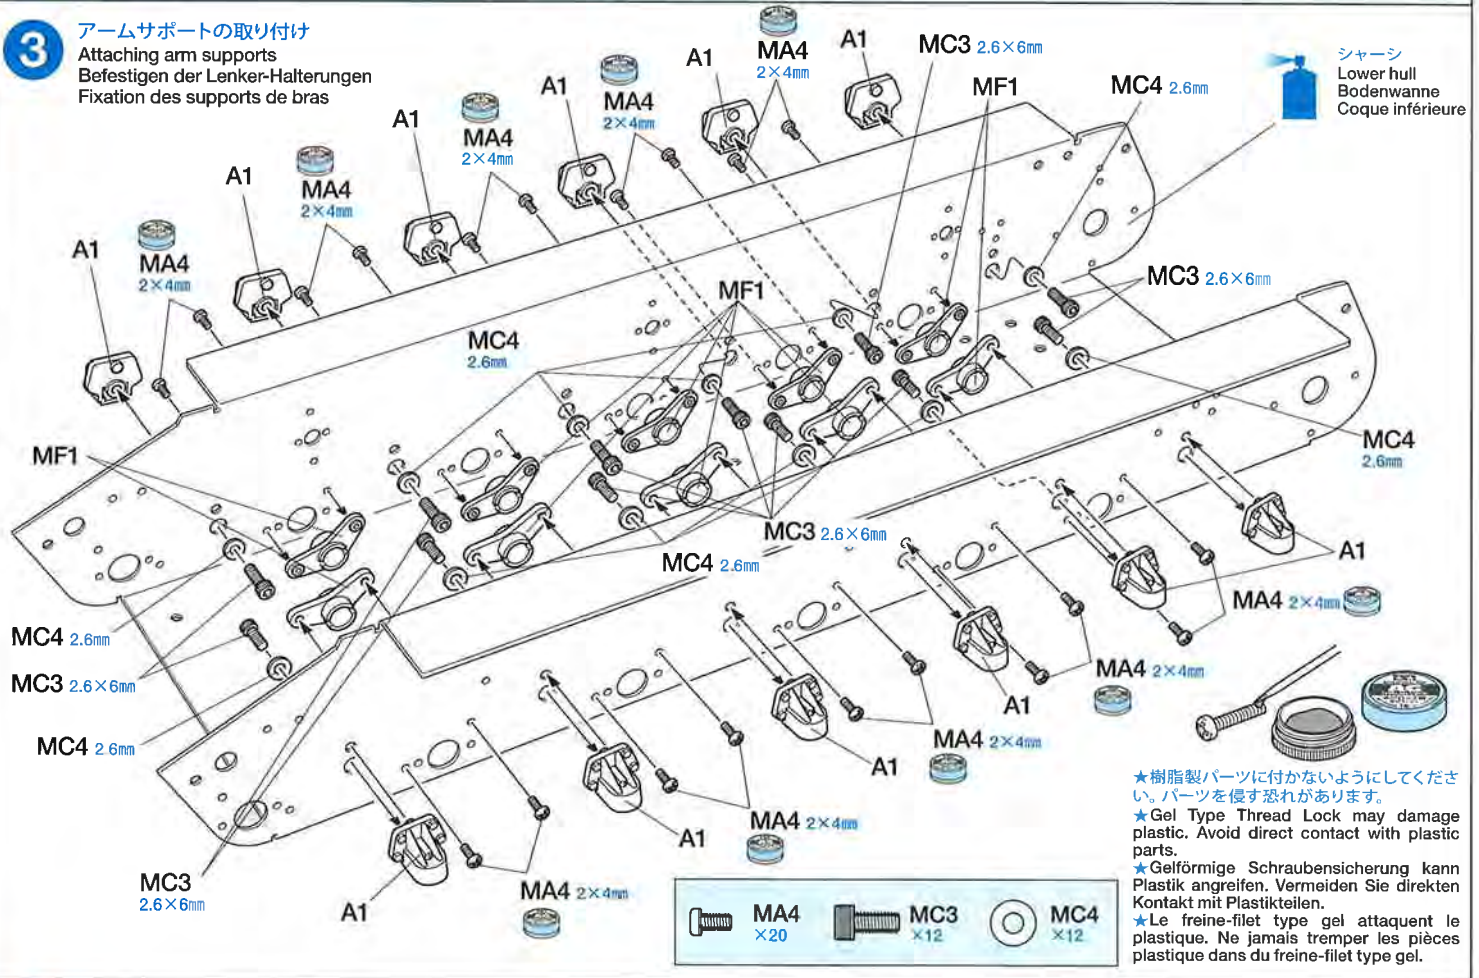 3
アームサポートの取り付け
Attaching arm supports
Befestigen der Lenker-Halterungen
Fixation des supports de bras
A1
MA4
2×4mm
A1
MA4
2×4mm
A1
MA4
2×4mm
A1
MA4
2×4mm
A1
MA4
2×4mm
A1
MC3 2.6×6mm
MF1
MC4 2.6mm
シャーシ
Lower hull
Bodenwanne
Coque inférieure
MC3 2.6×6mm
MF1
MC4
2.6mm
MF1
MC4
2.6mm
MC3 2.6×6mm
MC4 2.6mm
A1
MA4 2×4mm
MC4 2.6mm
MC3 2.6×6mm
MC4 2.6mm
MA4 2×4mm
A1
MA4 2×4mm
A1
MA4 2×4mm
A1
MC3
2.6×6mm
A1
MA4 2×4mm
MA4
×20
MC3
×12
MC4
×12
★樹脂製パーツに付かないようにしてくださ
い。パーツを侵す恐れがあります。
★Gel Type Thread Lock may damage
plastic. Avoid direct contact with plastic
parts.
★Gelförmige Schraubensicherung kann
Plastik angreifen. Vermeiden Sie direkten
Kontakt mit Plastikteilen.
★Le freine-filet type gel attaquent le
plastique. Ne jamais tremper les pièces
plastique dans du freine-filet type gel.